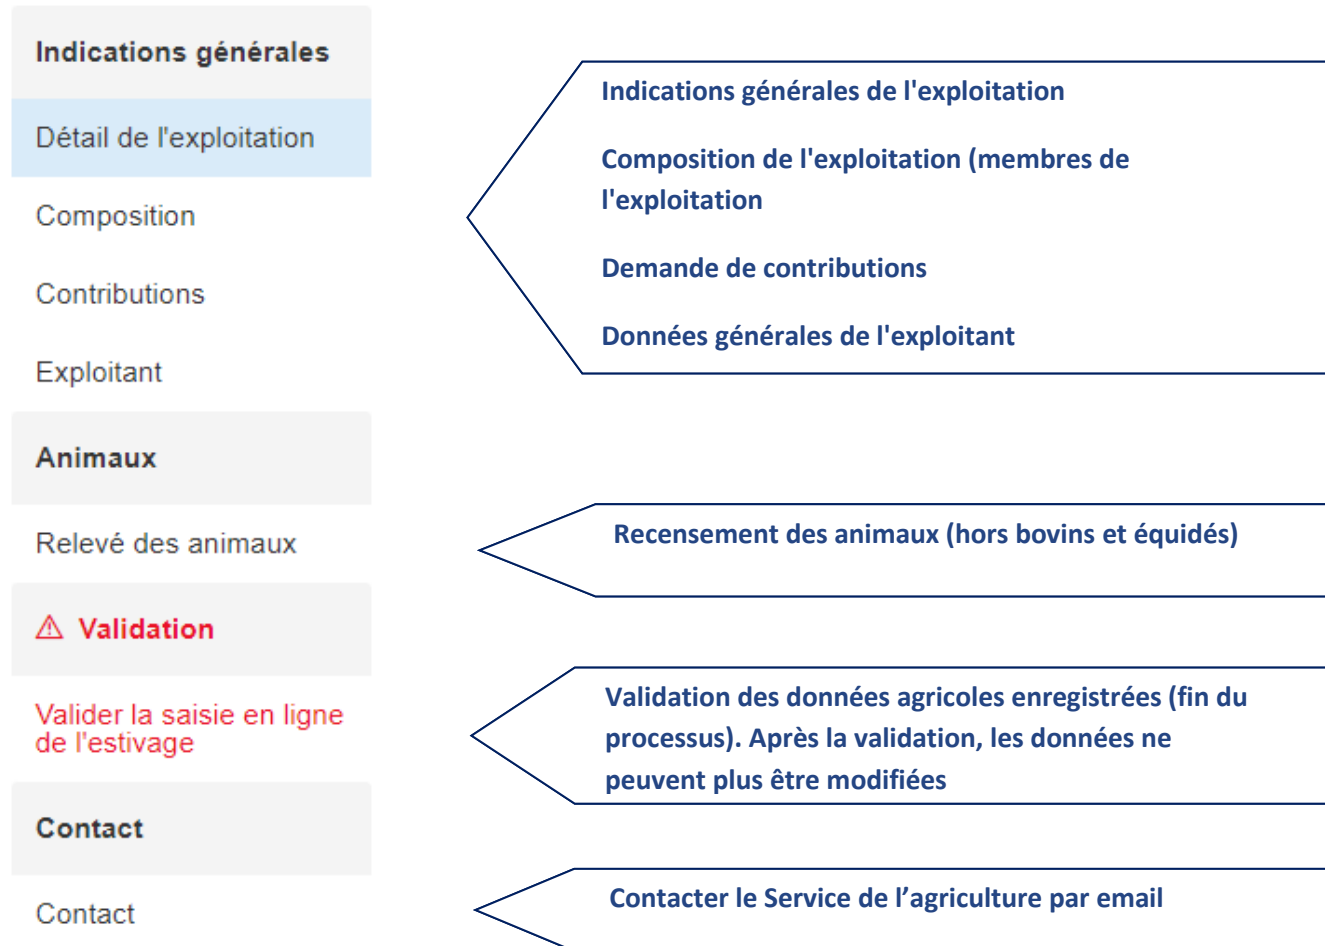 Indications générales
Détail de l'exploitation
Composition
Contributions
Exploitant
Animaux
Relevé des animaux
⚠ Validation
Valider la saisie en ligne
de l'estivage
Contact
Contact
Indications générales de l'exploitation
Composition de l'exploitation (membres de
l'exploitation
Demande de contributions
Données générales de l'exploitant
Recensement des animaux (hors bovins et équidés)
Validation des données agricoles enregistrées (fin du
processus). Après la validation, les données ne
peuvent plus être modifiées
Contacter le Service de l’agriculture par email